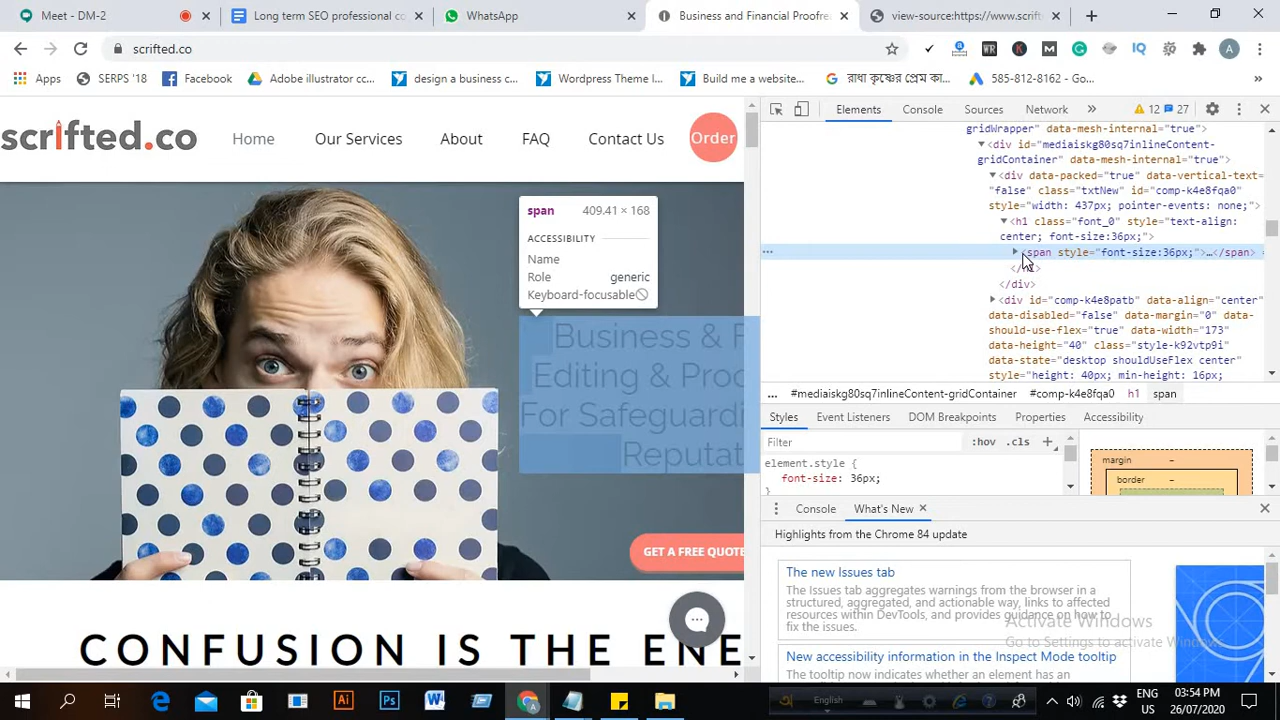 Meet - DM-2
Long term SEO professional co
WhatsApp
Business and Financial Proofre
view-source:https://www.scrift
scrifted.co
Apps
SERPS '18
Facebook
Adobe illustrator cc...
design a business c...
Wordpress Theme I...
Build me a website...
রাধা কৃষ্ণের প্রেম কা...
585-812-8162 - Go...
scrifted.co
Home
Our Services
About
FAQ
Contact Us
Order
span 409.41 × 168
ACCESSIBILITY
Name
Role generic
Keyboard-focusable
Business & F
Editing & Proo
For Safeguardi
Reputat
GET A FREE QUOTE
CONFUSION IS THE ENE
Elements Console Sources Network » 12 27
gridWrapper" data-mesh-internal="true">
<div id="mediaiskg80sq7inlineContent-
gridContainer" data-mesh-internal="true">
<div data-packed="true" data-vertical-text=
"false" class="txtNew" id="comp-k4e8fqa0"
style="width: 437px; pointer-events: none;">
<h1 class="font_0" style="text-align:
center; font-size:36px;">
<span style="font-size:36px;">…</span>
</h1>
</div>
<div id="comp-k4e8patb" data-align="center"
data-disabled="false" data-margin="0" data-
should-use-flex="true" data-width="173"
data-height="40" class="style-k92vtp9i"
data-state="desktop shouldUseFlex center"
style="height: 40px; min-height: 16px;
... #mediaiskg80sq7inlineContent-gridContainer #comp-k4e8fqa0 h1 span
Styles Event Listeners DOM Breakpoints Properties Accessibility
Filter :hov .cls +
element.style {
font-size: 36px;
}
margin –
border –
Console What's New
Highlights from the Chrome 84 update
The new Issues tab
The Issues tab aggregates warnings from the browser in a
structured, aggregated, and actionable way, links to affected
resources within DevTools, and provides guidance on how to
fix the issues.
New accessibility information in the Inspect Mode tooltip
The tooltip now indicates whether an element has an
Activate Windows
Go to Settings to activate Windows.
English
ENG
IN
03:54 PM
26/07/2020